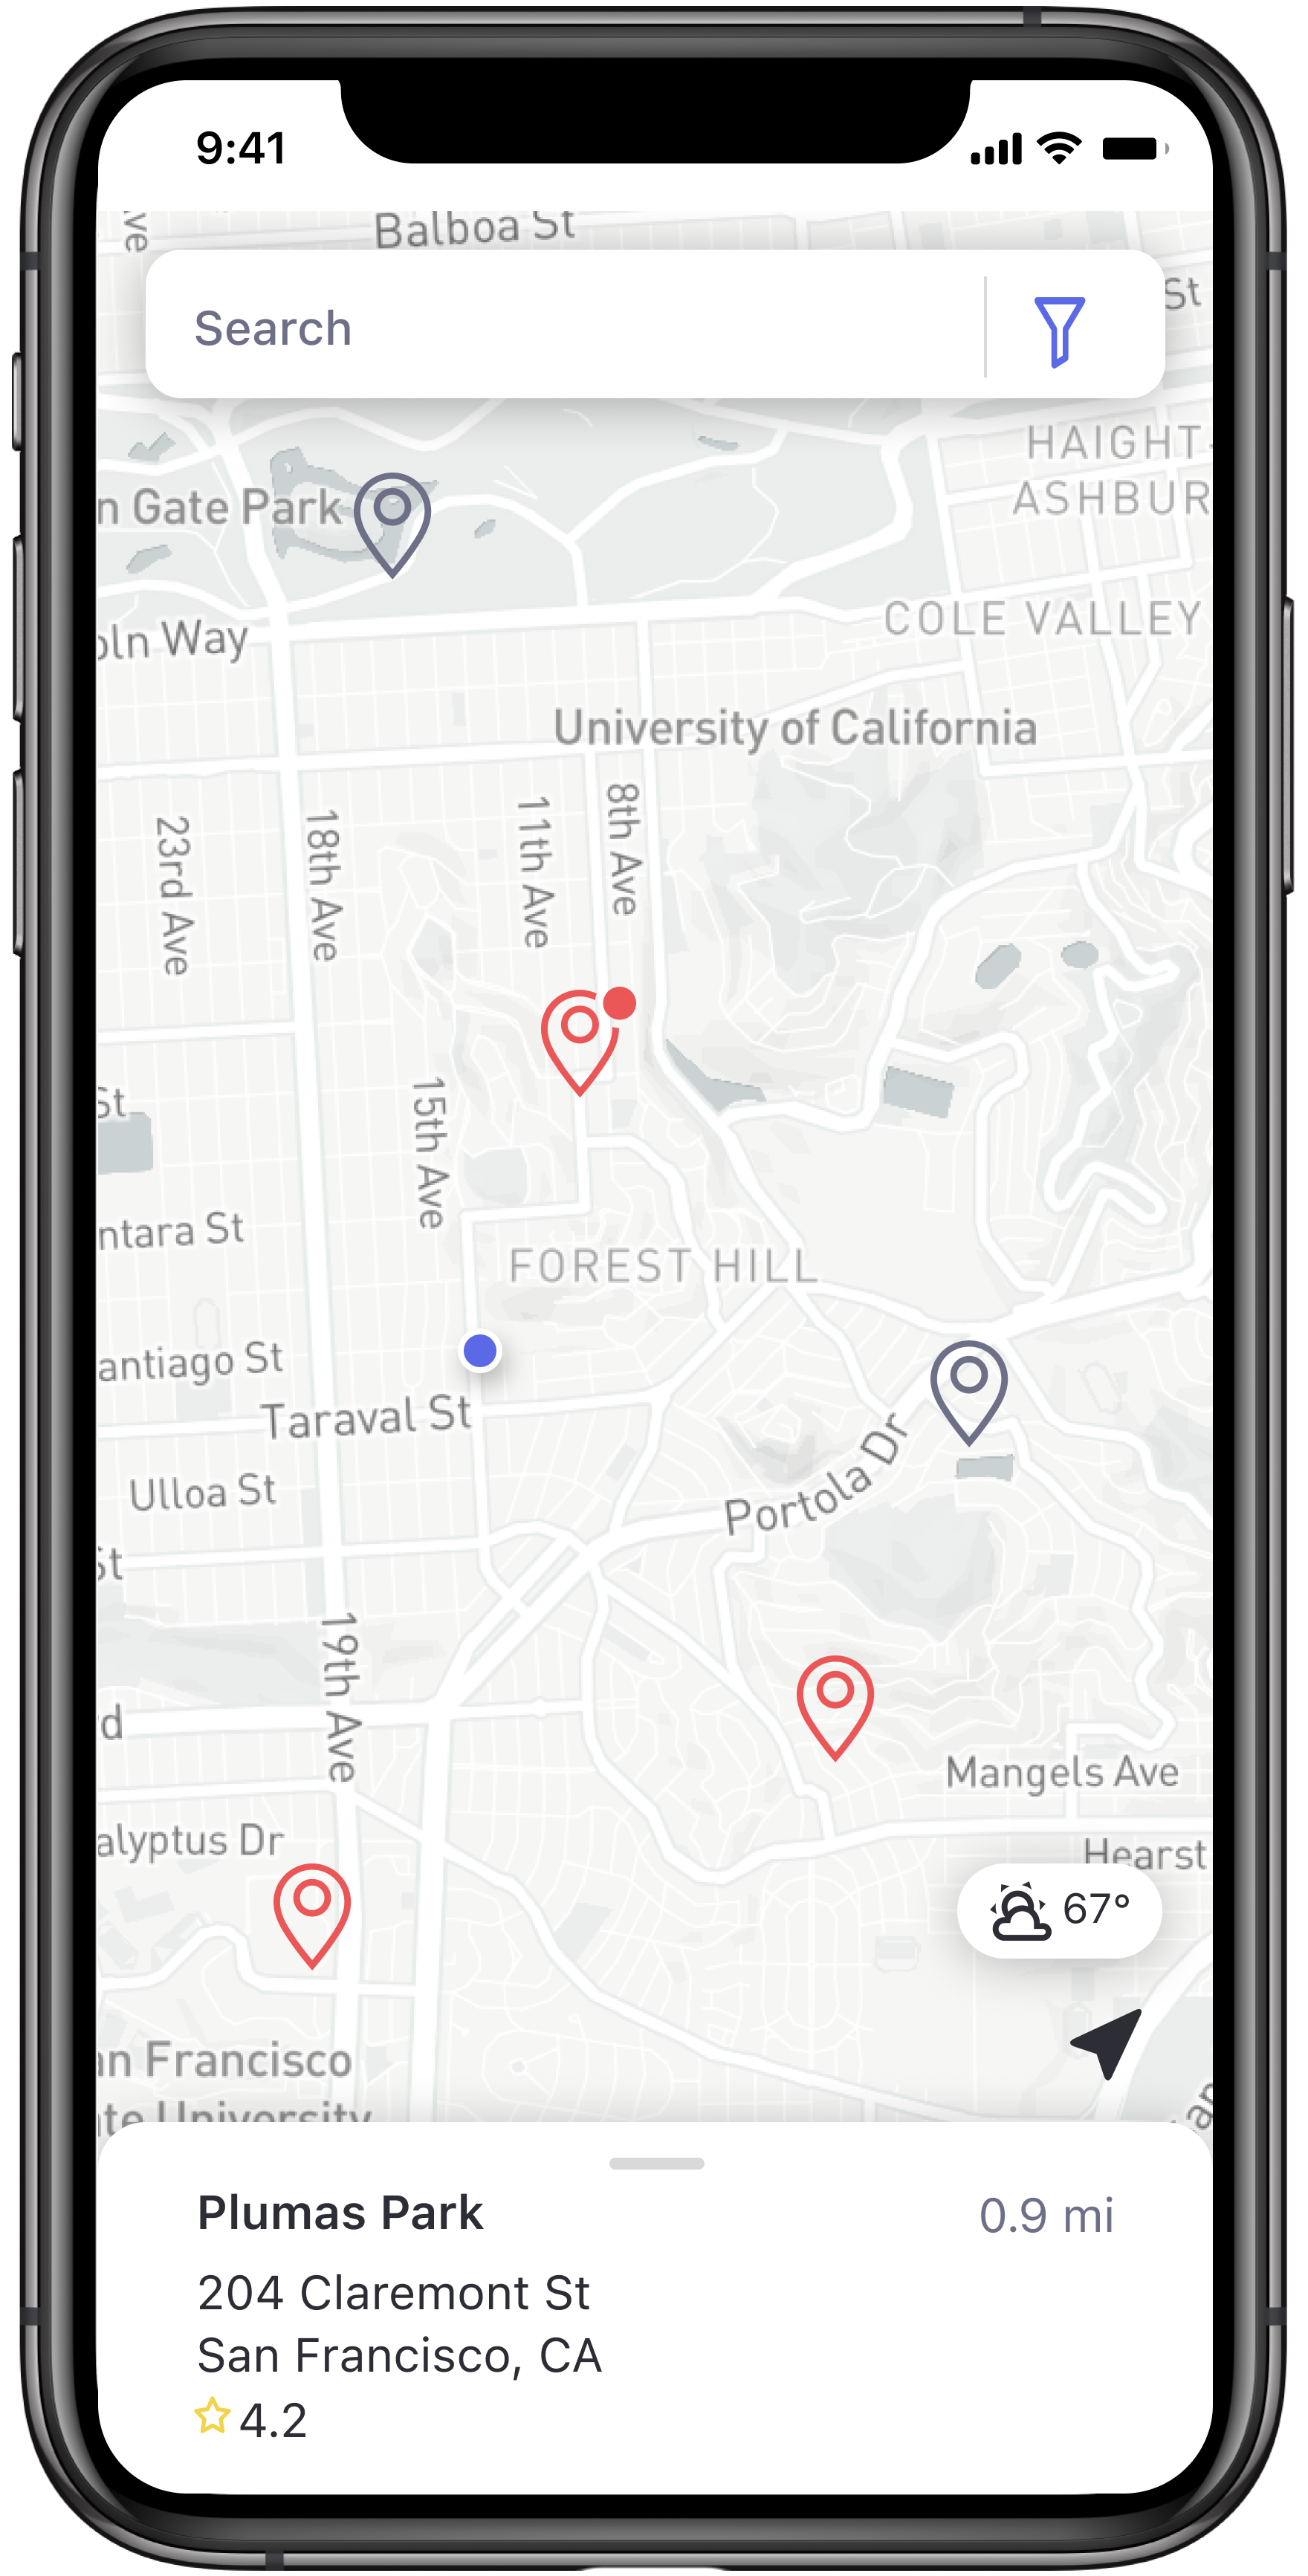 9:41
Balboa St
St
Search
HAIGHT-
ASHBUR
n Gate Park
COLE VALLEY
oln Way
University of California
8th Ave
11th Ave
18th Ave
23rd Ave
St
15th Ave
ntara St
FOREST HILL
antiago St
Taraval St
Ulloa St
Portola Dr
St
19th Ave
rd
Mangels Ave
alyptus Dr
Hearst
67°
an Francisco
ate University
Plumas Park
0.9 mi
204 Claremont St
San Francisco, CA
4.2